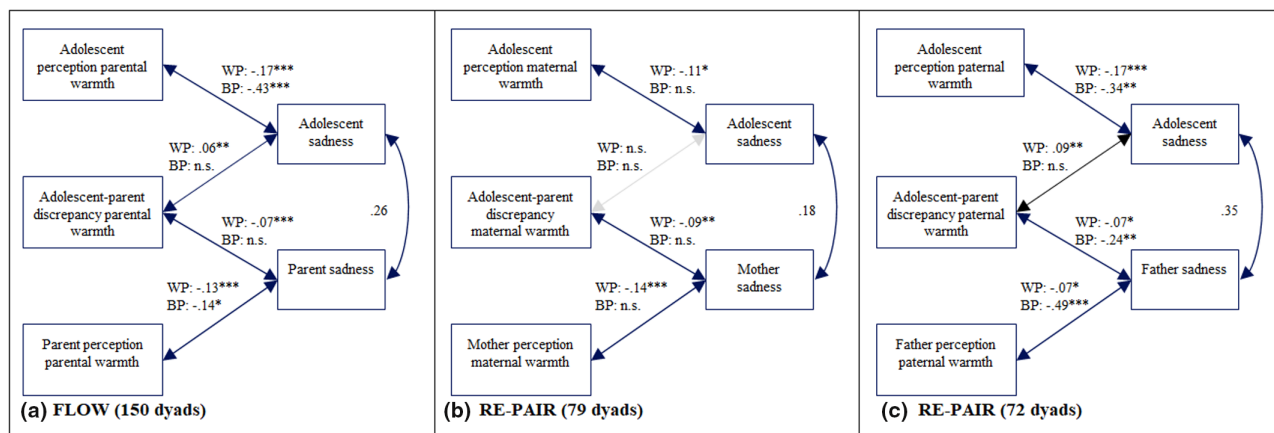 Adolescent
perception parental
warmth
WP: -.17***
BP: -.43***
Adolescent
sadness
WP: .06**
BP: n.s.
Adolescent-parent
discrepancy parental
warmth
WP: -.07***
BP: n.s.
.26
Parent sadness
WP: -.13***
BP: -.14*
Parent perception
parental warmth
(a) FLOW (150 dyads)
Adolescent
perception maternal
warmth
WP: -.11*
BP: n.s.
Adolescent
sadness
WP: n.s.
BP: n.s.
Adolescent-parent
discrepancy
maternal warmth
WP: -.09**
BP: n.s.
.18
Mother
sadness
WP: -.14***
BP: n.s.
Mother perception
maternal warmth
(b) RE-PAIR (79 dyads)
Adolescent
perception paternal
warmth
WP: -.17***
BP: -.34**
Adolescent
sadness
WP: .09**
BP: n.s.
Adolescent-parent
discrepancy paternal
warmth
WP: -.07*
BP: -.24**
.35
Father sadness
WP: -.07*
BP: -.49***
Father perception
paternal warmth
(c) RE-PAIR (72 dyads)